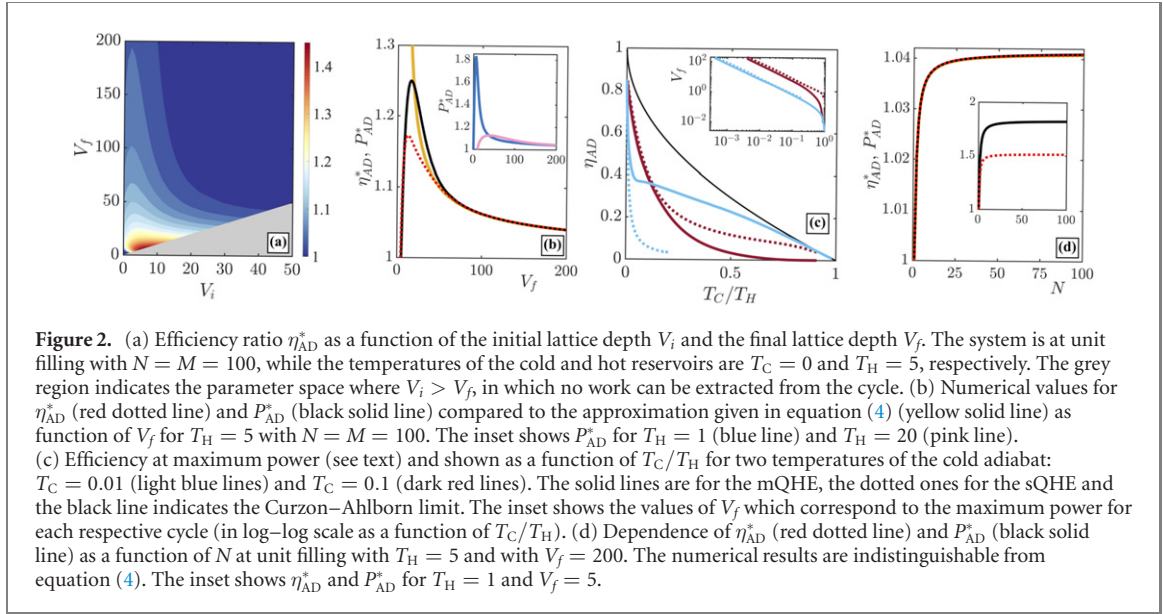 200
150
100
50
0
V_f
0 10 20 30 40 50
V_i
1.4
1.3
1.2
1.1
1
(a)
1.3
1.2
1.1
1
η*_AD, P*_AD
100 200
V_f
1.8
1.6
1.4
1.2
1
P*_AD
100 200
(b)
1
0.8
0.6
0.4
0.2
0
η_AD
0 0.5 1
T_C/T_H
V_f
10^2
10^0
10^-2
10^-3 10^-2 10^-1 10^0
(c)
1.04
1.03
1.02
1.01
1
η*_AD, P*_AD
0 25 50 75 100
N
2
1.5
1
0 50 100
(d)
Figure 2. (a) Efficiency ratio η*_AD as a function of the initial lattice depth V_i and the final lattice depth V_f. The system is at unit
filling with N = M = 100, while the temperatures of the cold and hot reservoirs are T_C = 0 and T_H = 5, respectively. The grey
region indicates the parameter space where V_i > V_f, in which no work can be extracted from the cycle. (b) Numerical values for
η*_AD (red dotted line) and P*_AD (black solid line) compared to the approximation given in equation (4) (yellow solid line) as
function of V_f for T_H = 5 with N = M = 100. The inset shows P*_AD for T_H = 1 (blue line) and T_H = 20 (pink line).
(c) Efficiency at maximum power (see text) and shown as a function of T_C/T_H for two temperatures of the cold adiabat:
T_C = 0.01 (light blue lines) and T_C = 0.1 (dark red lines). The solid lines are for the mQHE, the dotted ones for the sQHE and
the black line indicates the Curzon–Ahlborn limit. The inset shows the values of V_f which correspond to the maximum power for
each respective cycle (in log–log scale as a function of T_C/T_H). (d) Dependence of η*_AD (red dotted line) and P*_AD (black solid
line) as a function of N at unit filling with T_H = 5 and with V_f = 200. The numerical results are indistinguishable from
equation (4). The inset shows η*_AD and P*_AD for T_H = 1 and V_f = 5.